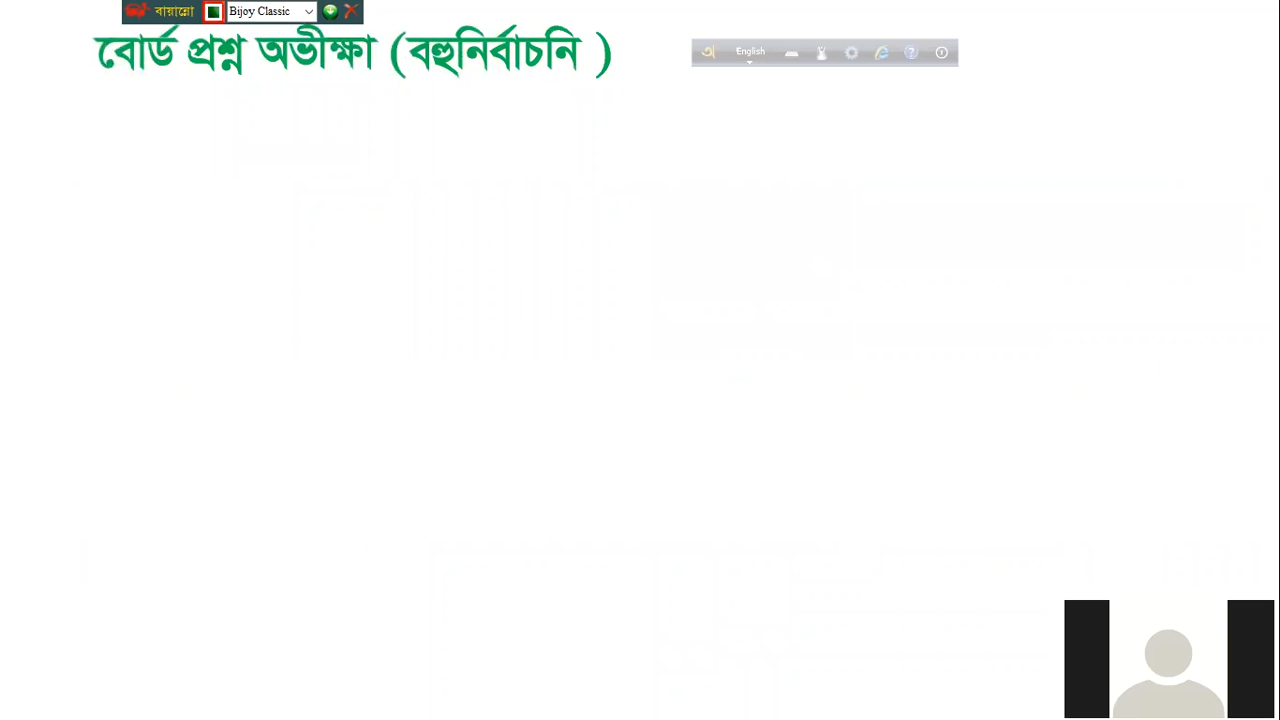 বায়ান্নো Bijoy Classic
বোর্ড প্রশ্ন অভীক্ষা (বহুনির্বাচনি )
অ English